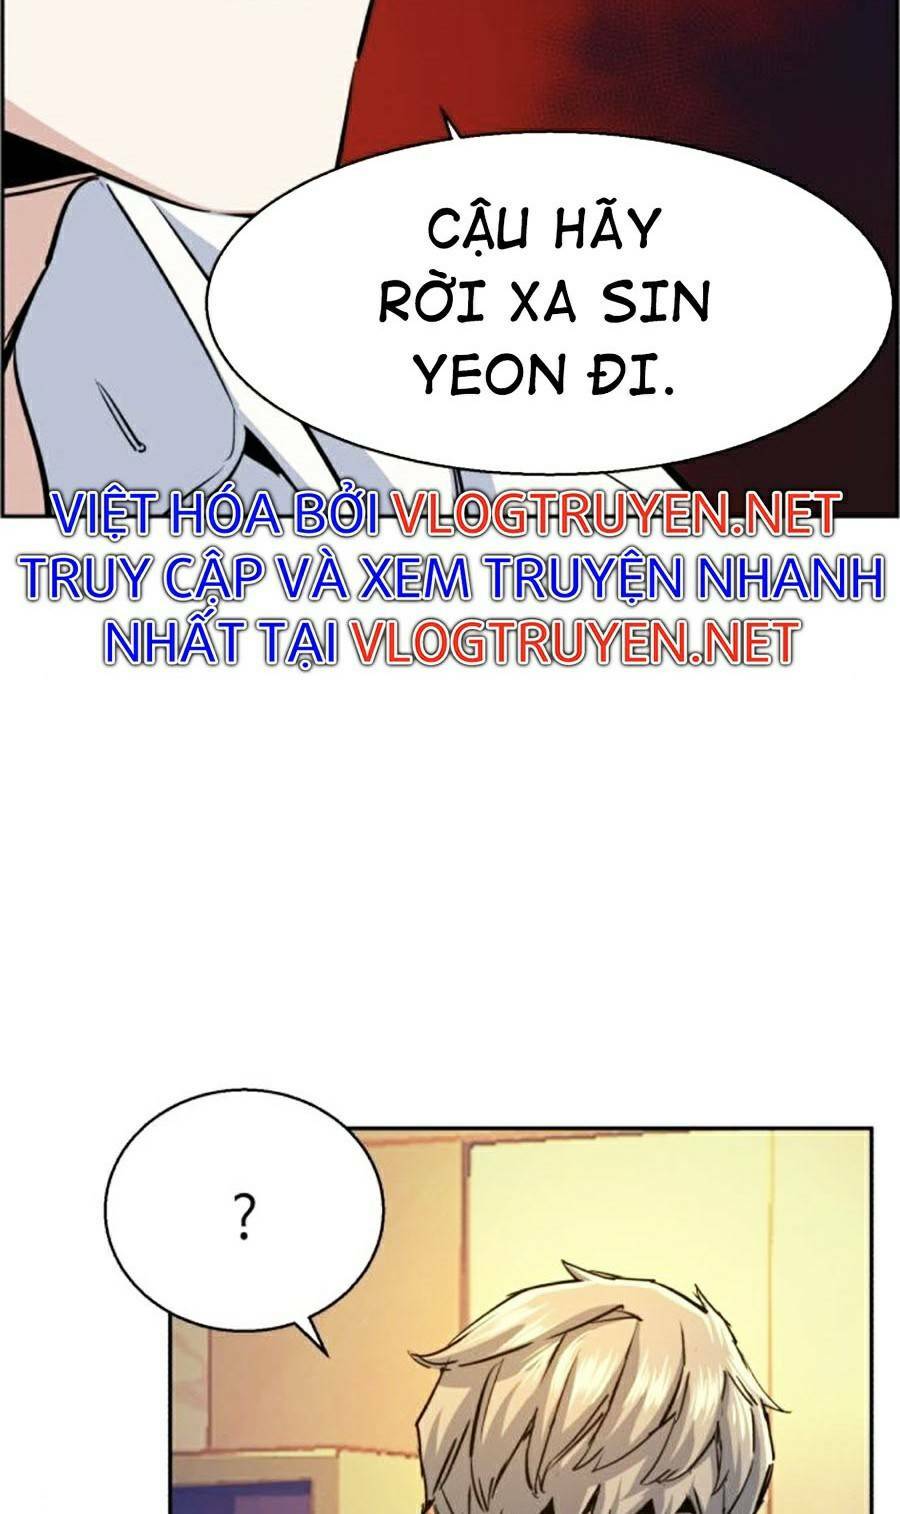 CẬU HÃY
RỜI XA SIN
YEON ĐI.
VIỆT HÓA BỞI VLOGTRUYEN.NET
TRUY CẬP VÀ XEM TRUYỆN NHANH
NHẤT TẠI VLOGTRUYEN.NET
?